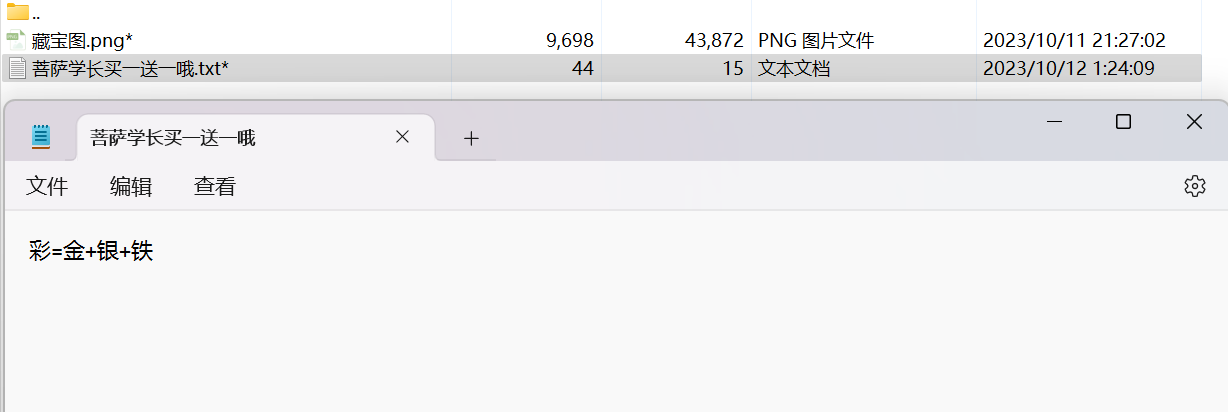 ..
藏宝图.png* 9,698 43,872 PNG 图片文件 2023/10/11 21:27:02
菩萨学长买一送一哦.txt* 44 15 文本文档 2023/10/12 1:24:09
菩萨学长买一送一哦
文件 编辑 查看
彩=金+银+铁